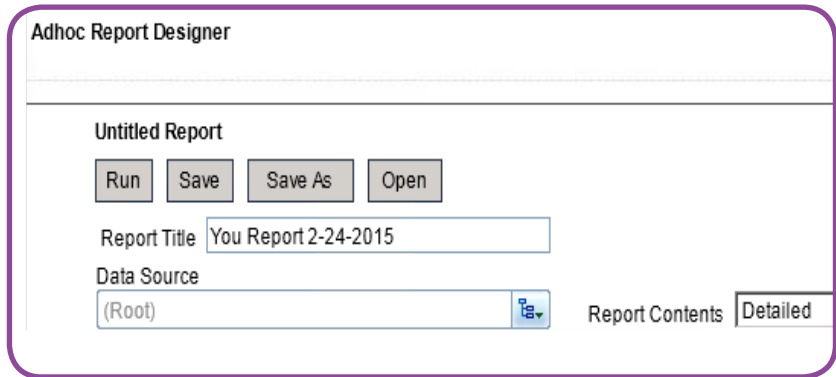 Adhoc Report Designer
Untitled Report
Run Save Save As Open
Report Title You Report 2-24-2015
Data Source
(Root) Report Contents Detailed